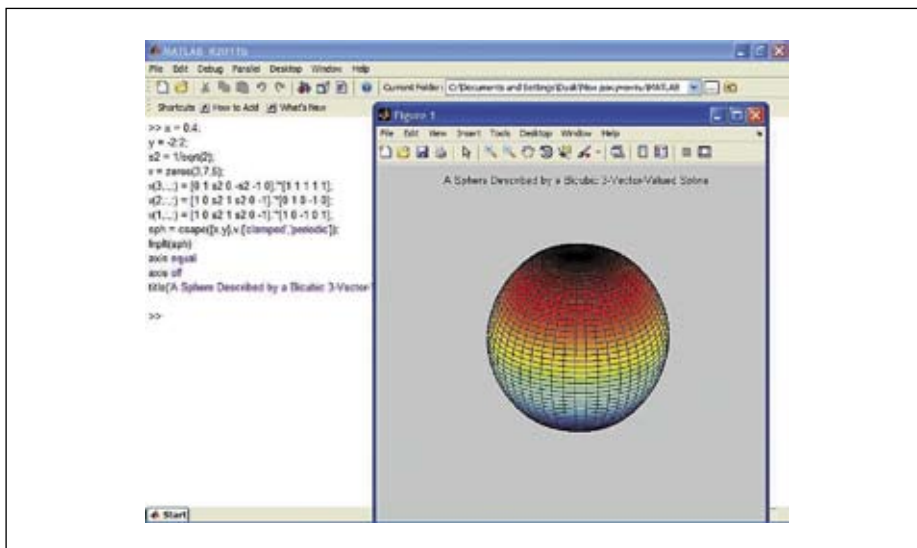 MATLAB R2011b
File Edit Debug Parallel Desktop Window Help
Current Folder: C:\Documents and Settings\ \MATLAB
Shortcuts How to Add What's New
>> x = 0:4;
y = -2:2;
s2 = 1/sqrt(2);
v = zeros(3,7,5);
v(3,:,:) = [0 1 s2 0 -s2 -1 0].'*[1 1 1 1 1];
v(2,:,:) = [1 0 s2 1 s2 0 -1].'*[0 1 0 -1 0];
v(1,:,:) = [1 0 s2 1 s2 0 -1].'*[1 0 -1 0 1];
sph = csape({x,y},v,{'clamped','periodic'});
fnplt(sph)
axis equal
axis off
title('A Sphere Described by a Bicubic 3-Vector-
>>
Start
Figure 1
File Edit View Insert Tools Desktop Window Help
A Sphere Described by a Bicubic 3-Vector-Valued Spline